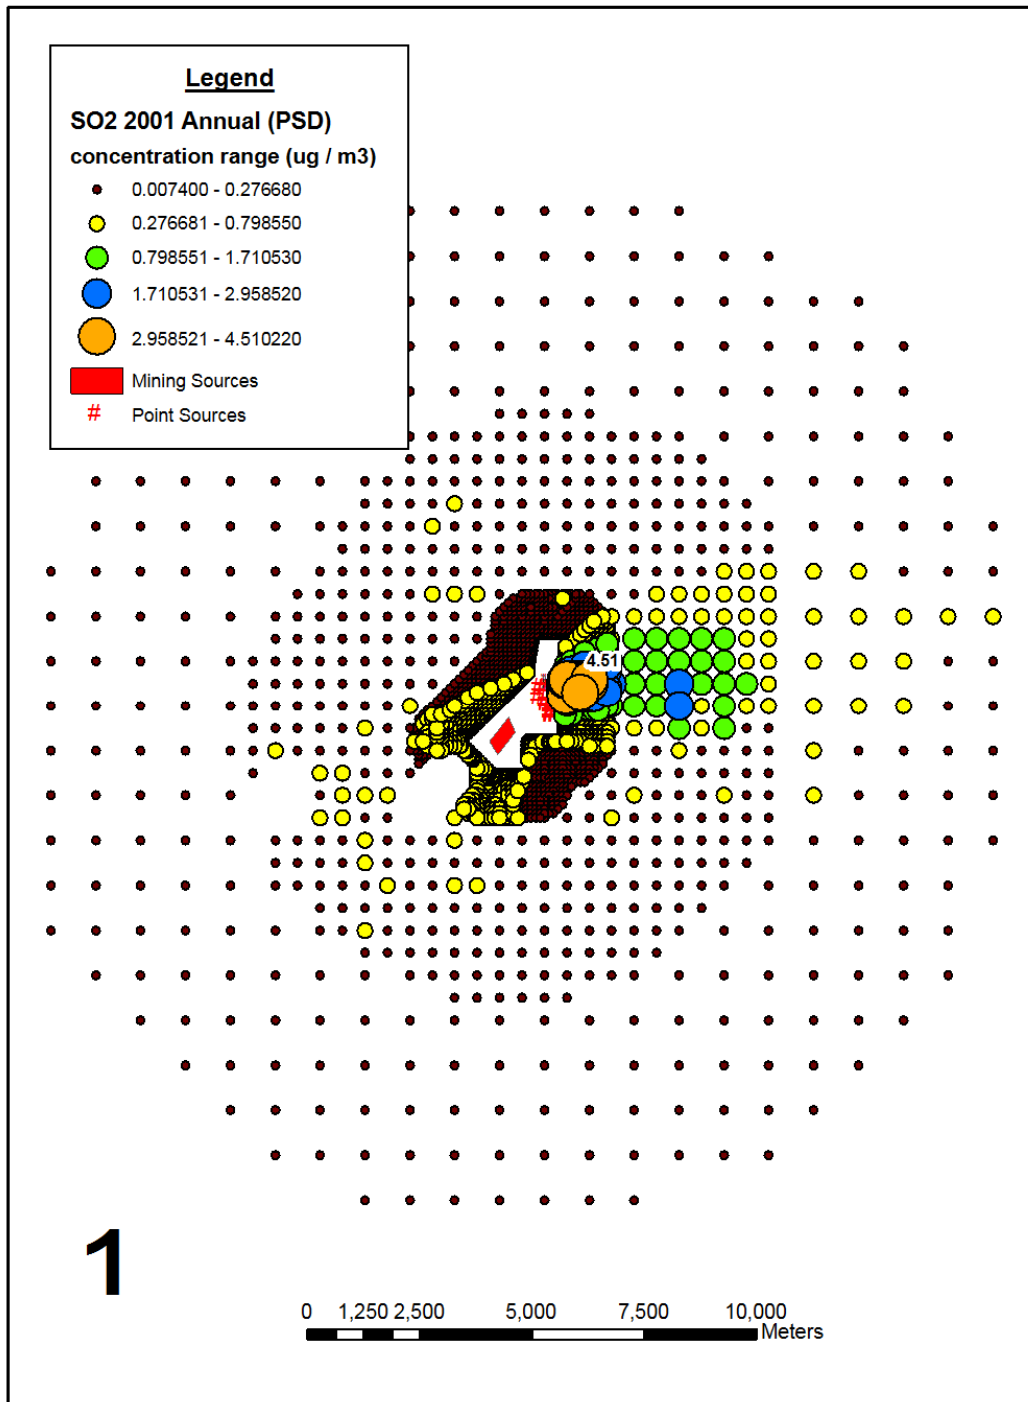 Legend
SO2 2001 Annual (PSD)
concentration range (ug / m3)
0.007400 - 0.276680
0.276681 - 0.798550
0.798551 - 1.710530
1.710531 - 2.958520
2.958521 - 4.510220
Mining Sources
# Point Sources
4.51
1
0 1,250 2,500 5,000 7,500 10,000
Meters